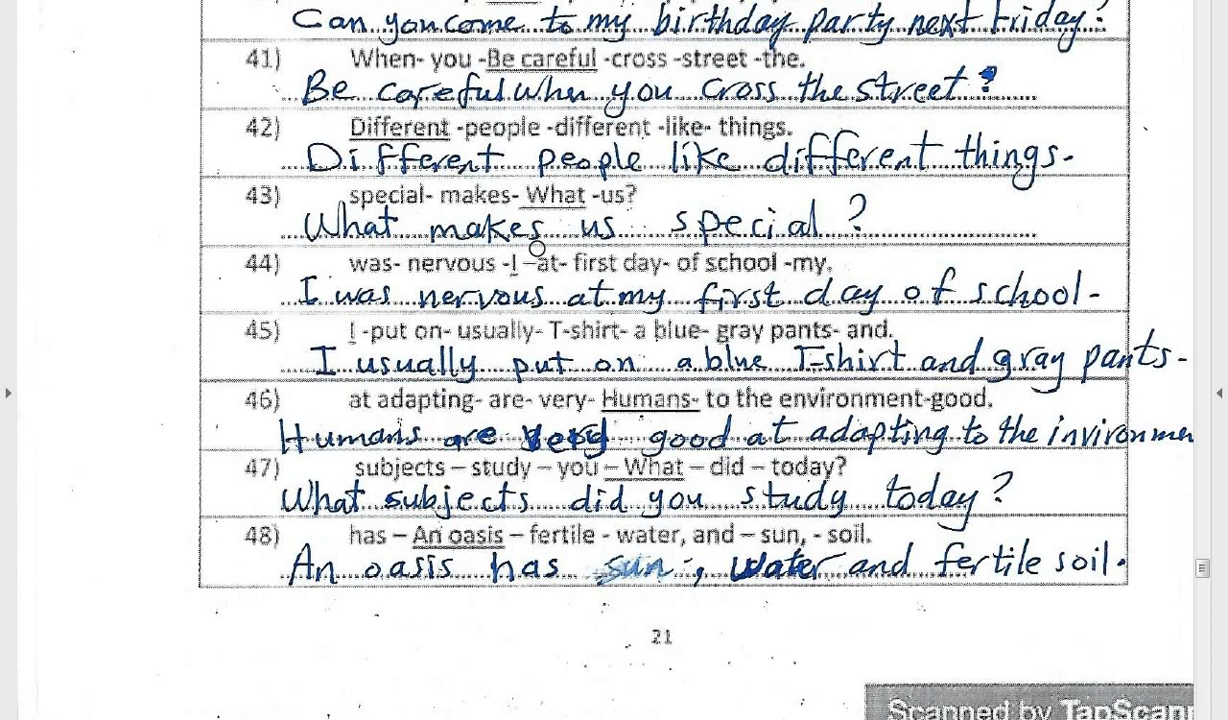 Can you come to my birthday party next Friday?
41) When- you -Be careful -cross -street -the.
Be careful when you cross the street?
42) Different -people -different -like- things.
Different people like different things.
43) special- makes- What -us?
What makes us special?
44) was- nervous -I -at- first day- of school -my.
I was nervous at my first day of school.
45) I -put on- usually- T-shirt- a blue- gray pants- and.
I usually put on a blue T-shirt and gray pants.
46) at adapting- are- very- Humans- to the environment-good.
Humans are very good at adapting to the invironmen
47) subjects – study – you – What – did – today?
What subjects did you study today?
48) has – An oasis – fertile - water, and – sun, - soil.
An oasis has sun, water and fertile soil.
21
Scanned by TapScann